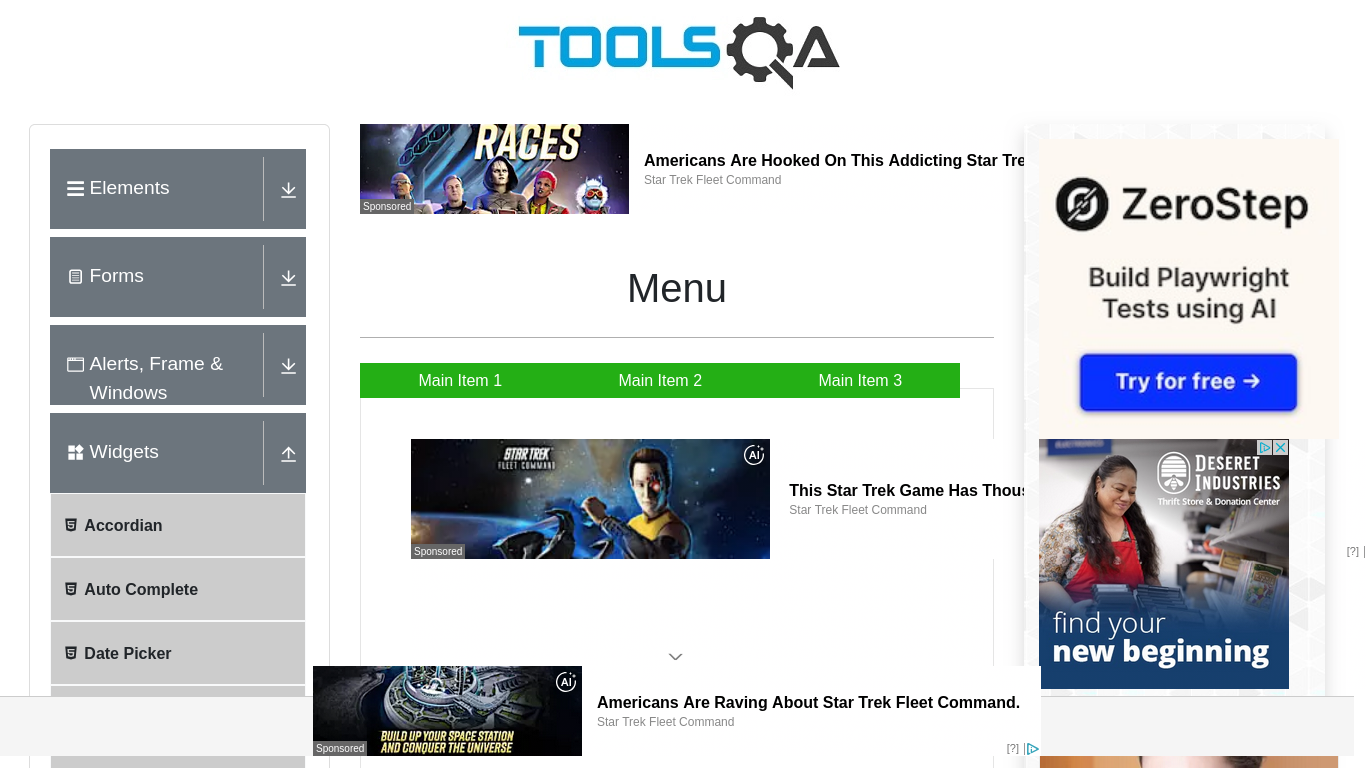 TOOLSQA
Elements
Forms
Alerts, Frame &
Windows
Widgets
Accordian
Auto Complete
Date Picker
RACES
Sponsored
Americans Are Hooked On This Addicting Star Tre
Star Trek Fleet Command
Menu
Main Item 1
Main Item 2
Main Item 3
STAR TREK
FLEET COMMAND
AI
Sponsored
This Star Trek Game Has Thous
Star Trek Fleet Command
AI
BUILD UP YOUR SPACE STATION
AND CONQUER THE UNIVERSE
Sponsored
Americans Are Raving About Star Trek Fleet Command.
Star Trek Fleet Command
[?]
ZeroStep
Build Playwright
Tests using AI
Try for free →
DESERET
INDUSTRIES
Thrift Store & Donation Center
find your
new beginning
[?]